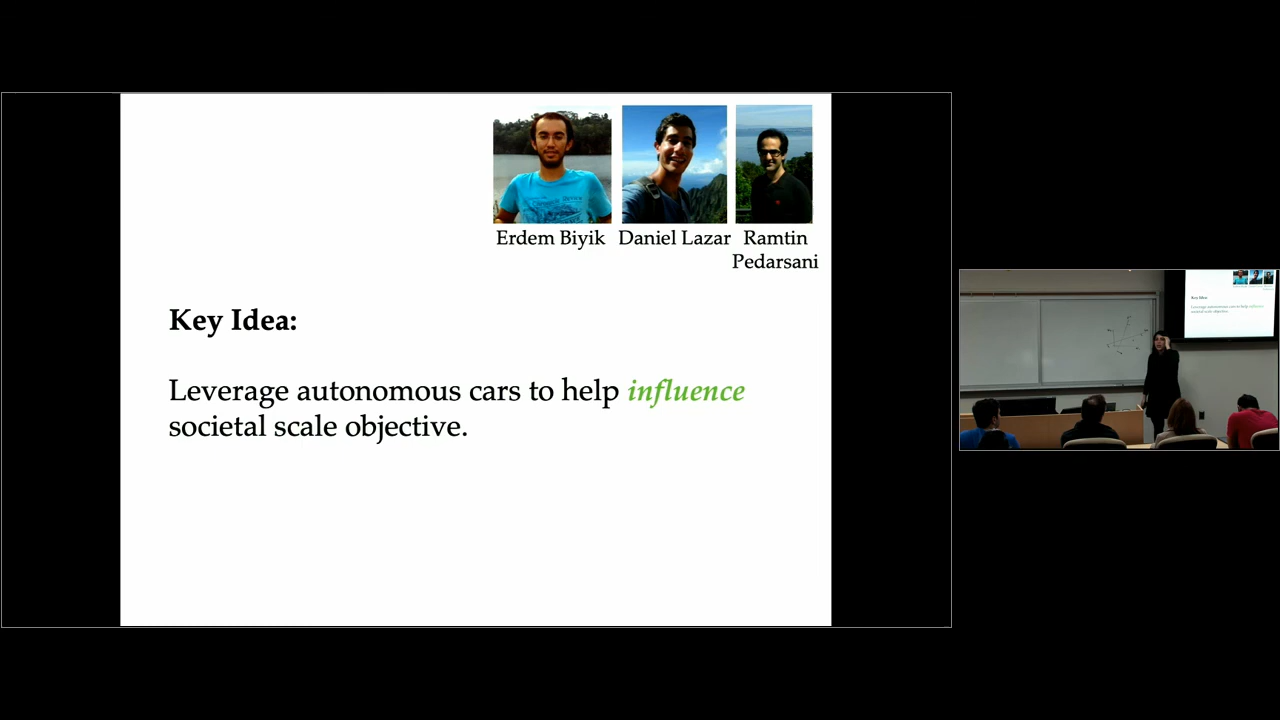 Erdem Biyik Daniel Lazar Ramtin
Pedarsani
Key Idea:
Leverage autonomous cars to help influence
societal scale objective.